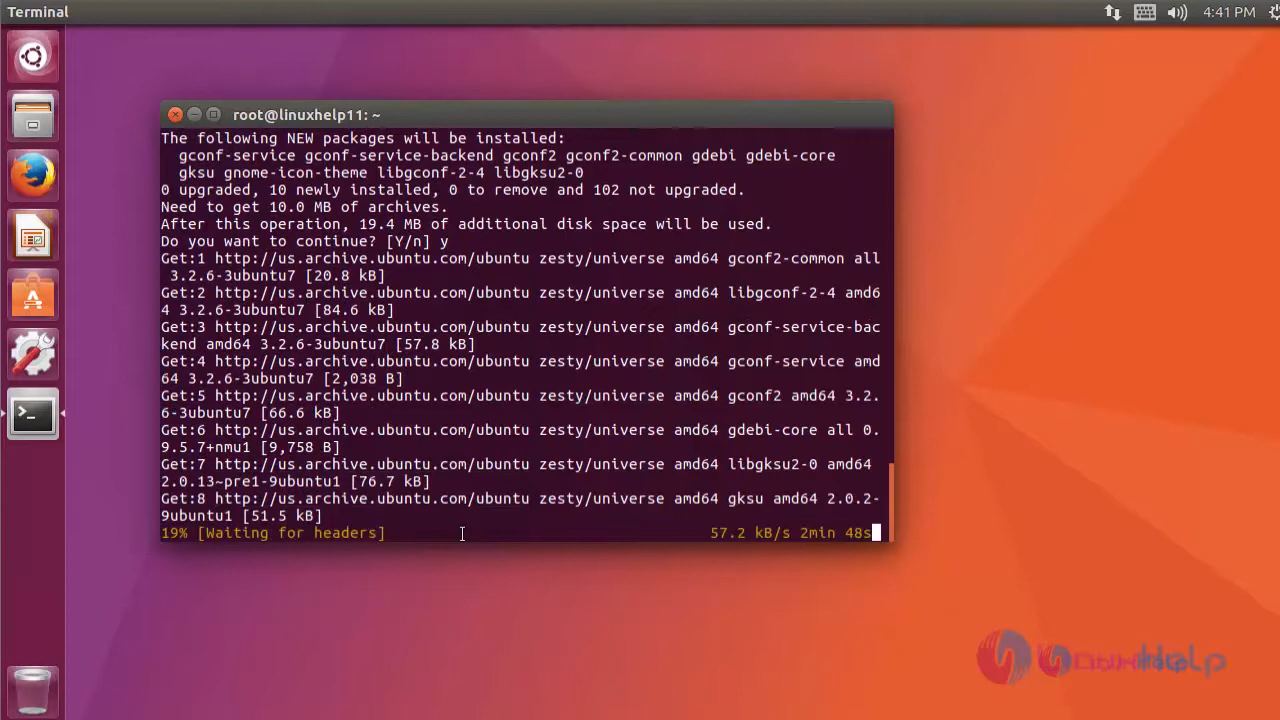 Terminal
4:41 PM
root@linuxhelp11: ~
The following NEW packages will be installed:
  gconf-service gconf-service-backend gconf2 gconf2-common gdebi gdebi-core
  gksu gnome-icon-theme libgconf-2-4 libgksu2-0
0 upgraded, 10 newly installed, 0 to remove and 102 not upgraded.
Need to get 10.0 MB of archives.
After this operation, 19.4 MB of additional disk space will be used.
Do you want to continue? [Y/n] y
Get:1 http://us.archive.ubuntu.com/ubuntu zesty/universe amd64 gconf2-common all
 3.2.6-3ubuntu7 [20.8 kB]
Get:2 http://us.archive.ubuntu.com/ubuntu zesty/universe amd64 libgconf-2-4 amd6
4 3.2.6-3ubuntu7 [84.6 kB]
Get:3 http://us.archive.ubuntu.com/ubuntu zesty/universe amd64 gconf-service-bac
kend amd64 3.2.6-3ubuntu7 [57.8 kB]
Get:4 http://us.archive.ubuntu.com/ubuntu zesty/universe amd64 gconf-service amd
64 3.2.6-3ubuntu7 [2,038 B]
Get:5 http://us.archive.ubuntu.com/ubuntu zesty/universe amd64 gconf2 amd64 3.2.
6-3ubuntu7 [66.6 kB]
Get:6 http://us.archive.ubuntu.com/ubuntu zesty/universe amd64 gdebi-core all 0.
9.5.7+nmu1 [9,758 B]
Get:7 http://us.archive.ubuntu.com/ubuntu zesty/universe amd64 libgksu2-0 amd64
2.0.13~pre1-9ubuntu1 [76.7 kB]
Get:8 http://us.archive.ubuntu.com/ubuntu zesty/universe amd64 gksu amd64 2.0.2-
9ubuntu1 [51.5 kB]
19% [Waiting for headers] 57.2 kB/s 2min 48s